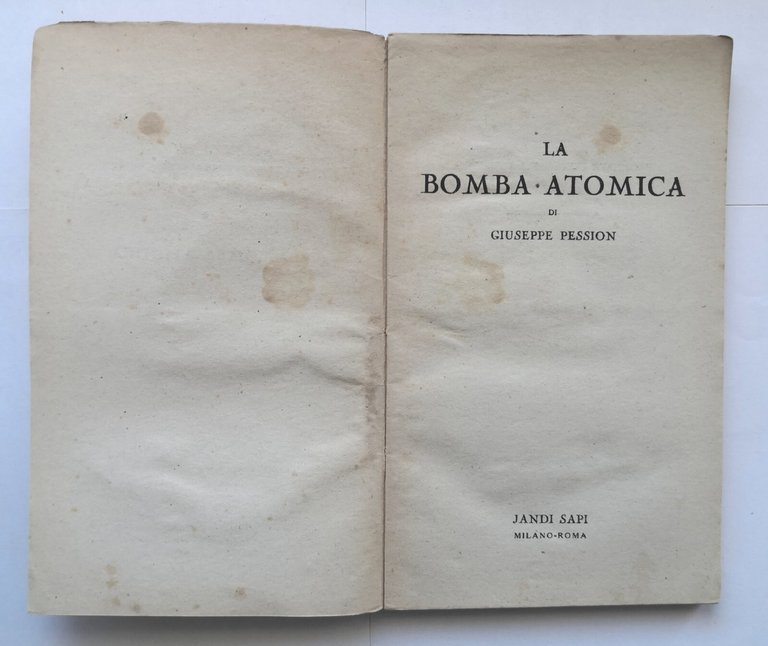 LA
BOMBA ATOMICA
DI
GIUSEPPE PESSION
JANDI SAPI
MILANO-ROMA